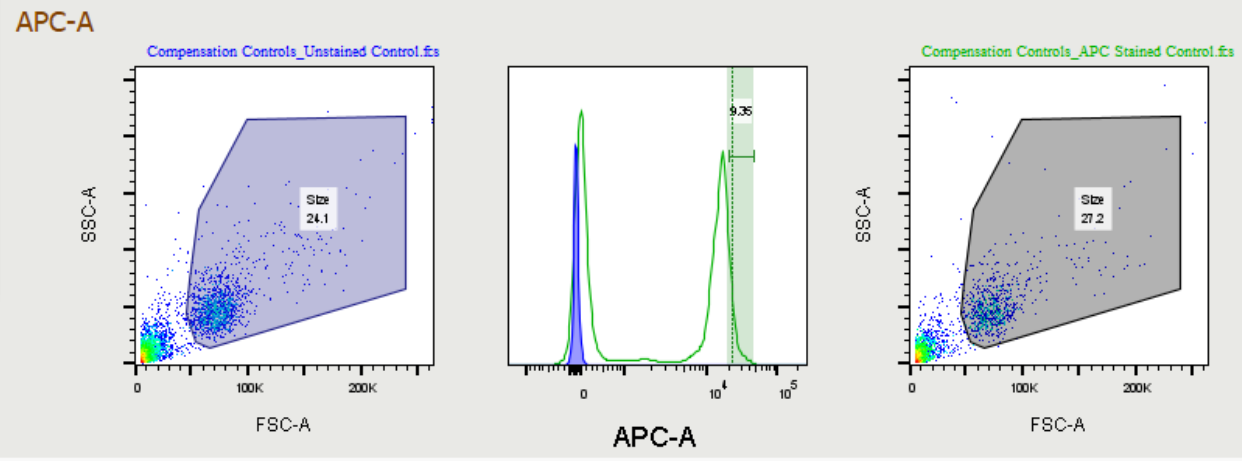 APC-A
Compensation Controls_Unstained Control.fcs
Compensation Controls_APC Stained Control.fcs
9.35
Size
24.1
Size
27.2
SSC-A
SSC-A
0
100K
200K
0
10^4
10^5
0
100K
200K
FSC-A
APC-A
FSC-A